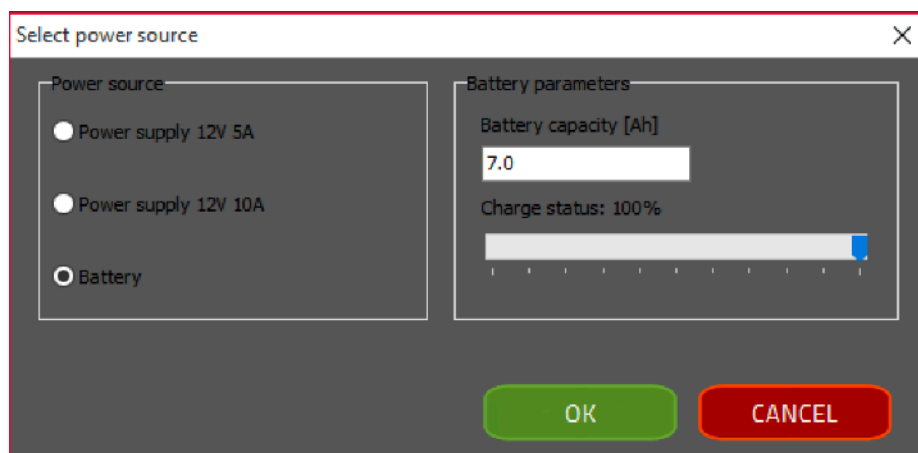 Select power source
Power source
Power supply 12V 5A
Power supply 12V 10A
Battery
Battery parameters
Battery capacity [Ah]
7.0
Charge status: 100%
OK
CANCEL